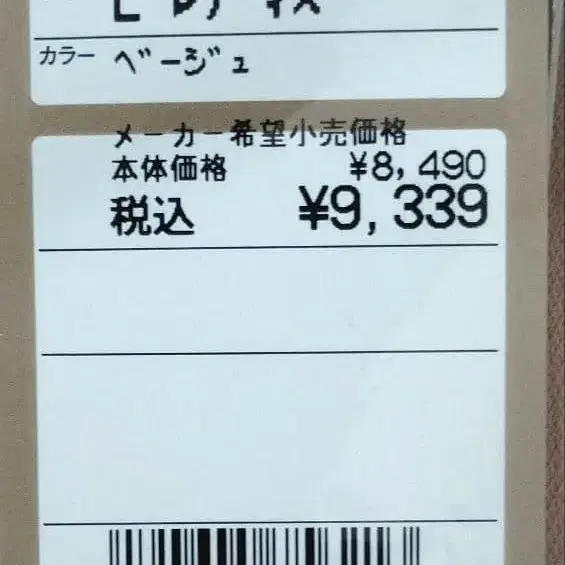 カラー ベージュ
メーカー希望小売価格
本体価格 ¥8,490
税込 ¥9,339